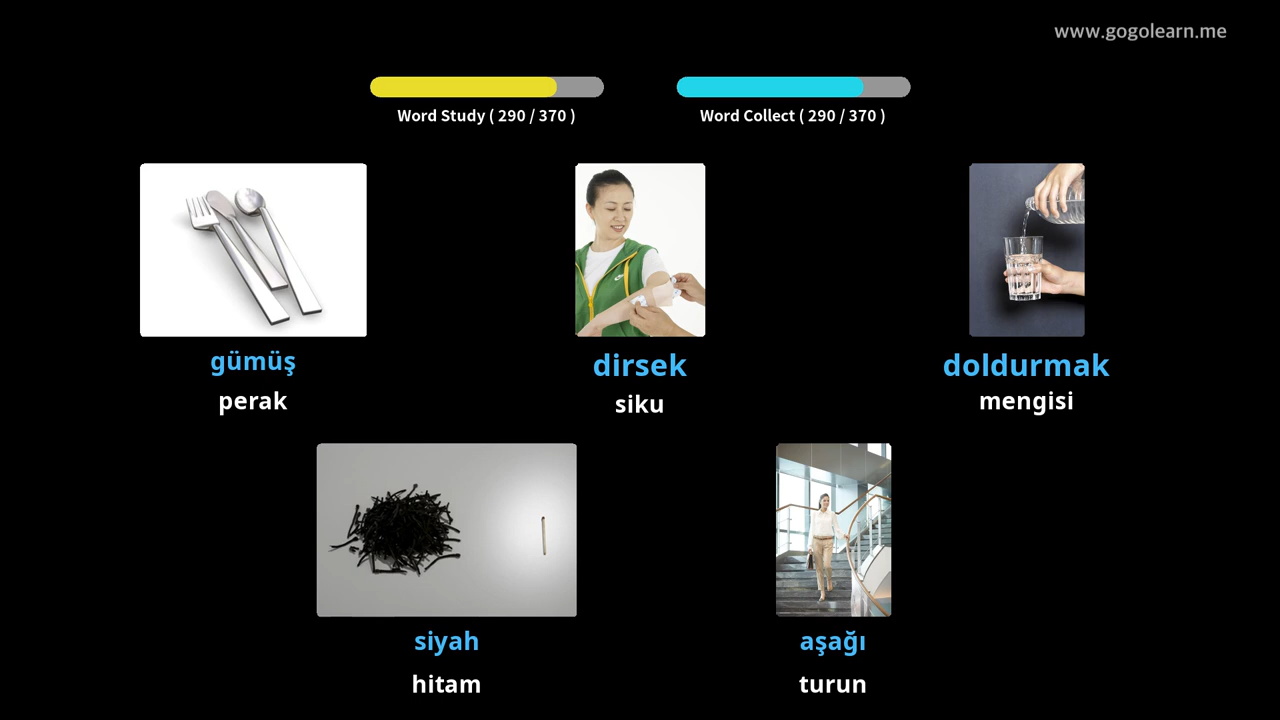 www.gogolearn.me
Word Study ( 290 / 370 )
Word Collect ( 290 / 370 )
gümüş
perak
dirsek
siku
doldurmak
mengisi
siyah
hitam
aşağı
turun